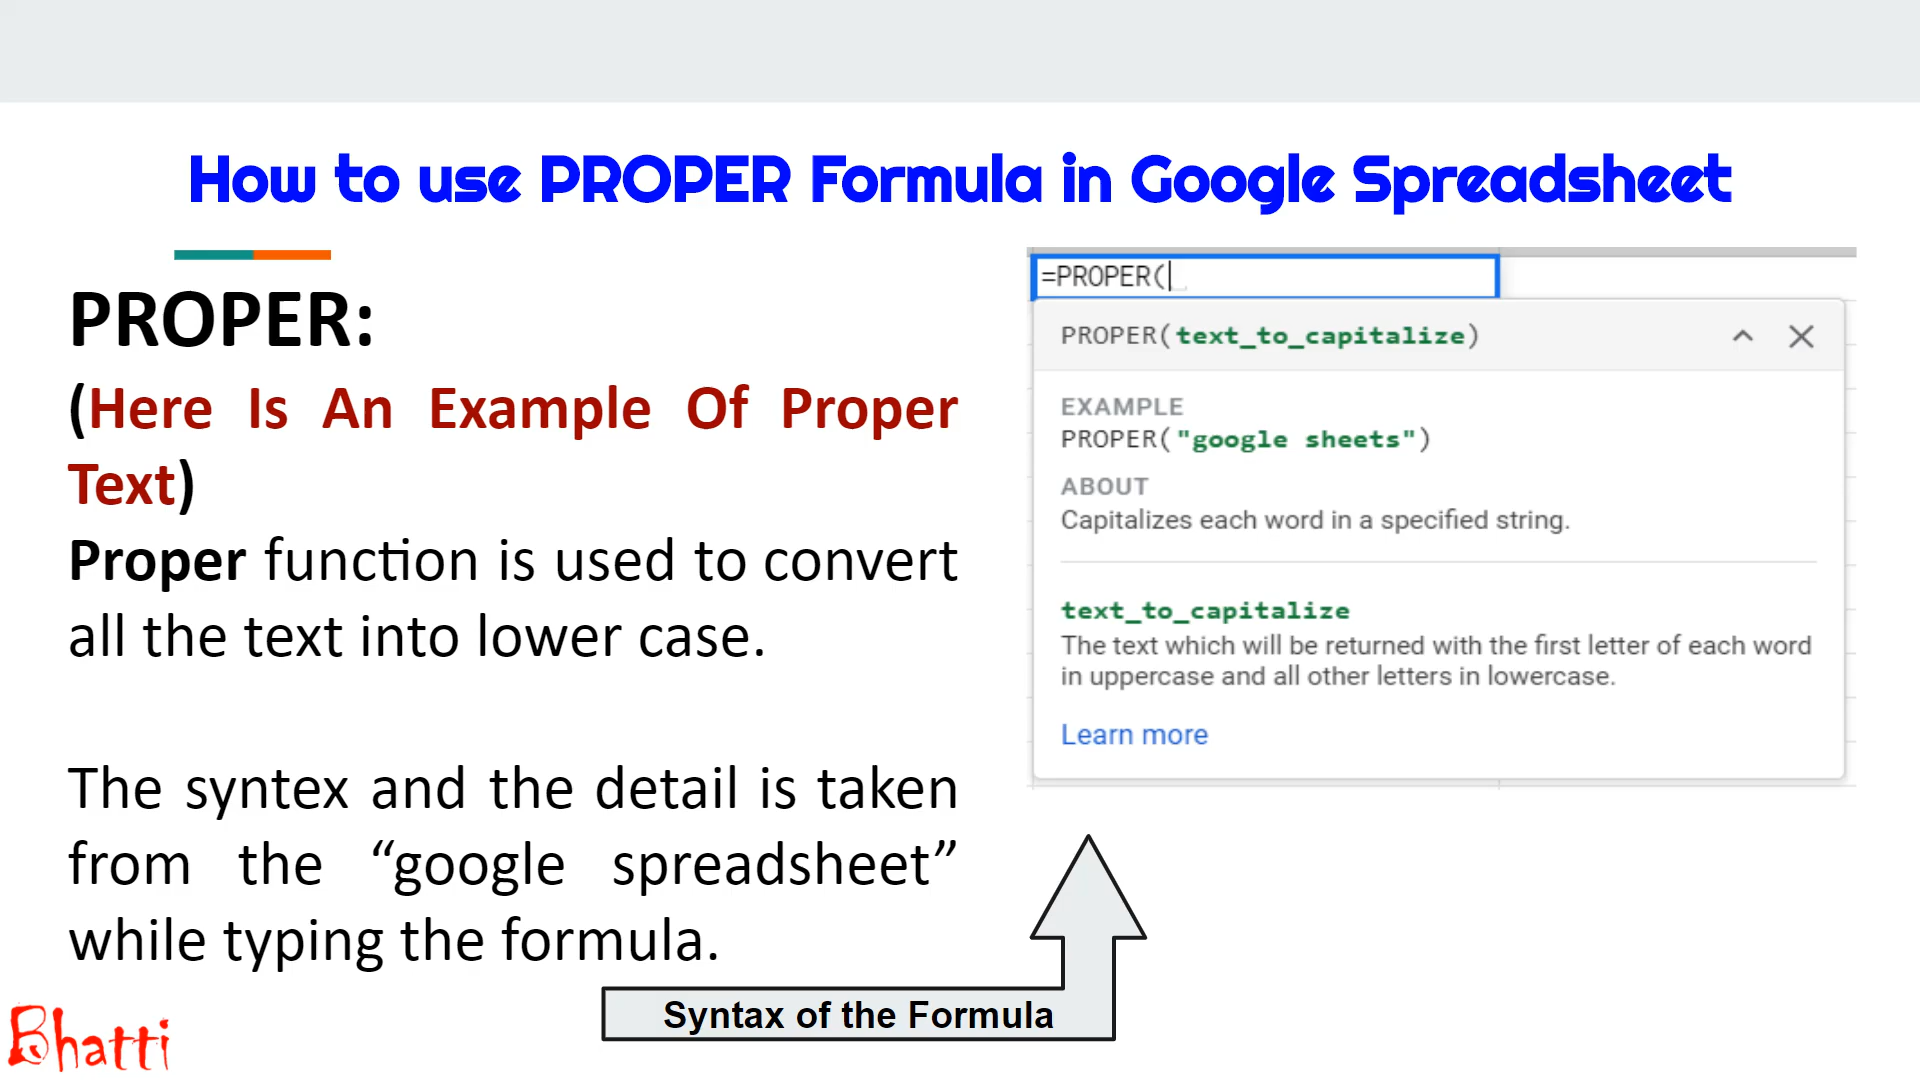 How to use PROPER Formula in Google Spreadsheet
PROPER:
(Here Is An Example Of Proper
Text)
Proper function is used to convert
all the text into lower case.
The syntex and the detail is taken
from the “google spreadsheet”
while typing the formula.
=PROPER(
PROPER(text_to_capitalize)
EXAMPLE
PROPER("google sheets")
ABOUT
Capitalizes each word in a specified string.
text_to_capitalize
The text which will be returned with the first letter of each word
in uppercase and all other letters in lowercase.
Learn more
Syntax of the Formula
Bhatti